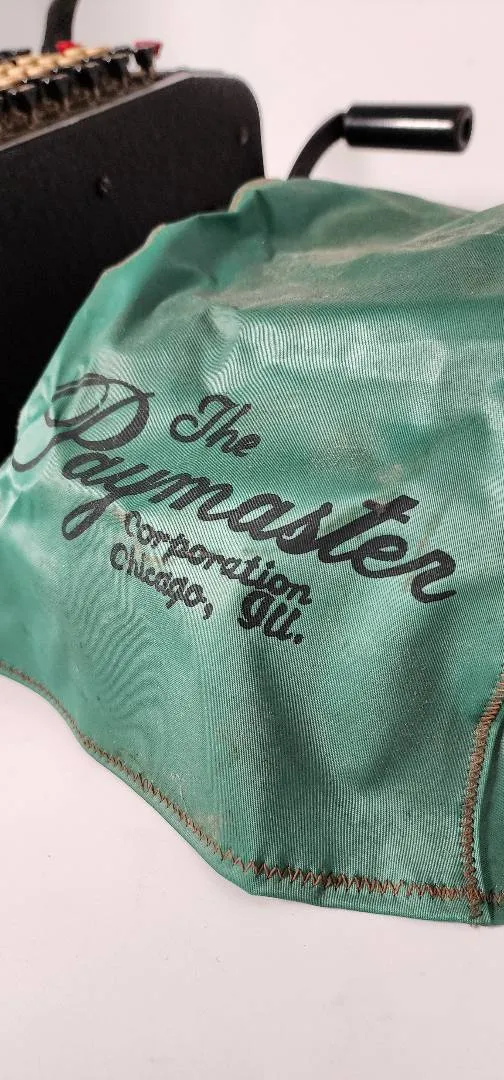 The
Paymaster
Corporation
Chicago, Ill.